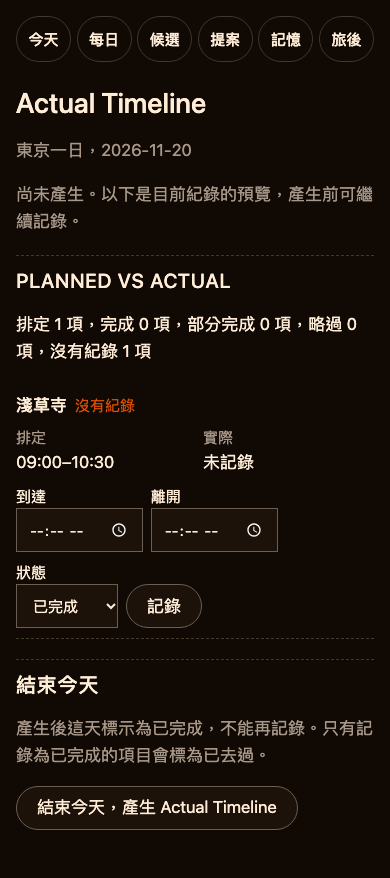 今天 每日 候選 提案 記憶 旅後
Actual Timeline
東京一日，2026-11-20
尚未產生。以下是目前紀錄的預覽，產生前可繼
續記錄。
PLANNED VS ACTUAL
排定 1 項，完成 0 項，部分完成 0 項，略過 0
項，沒有紀錄 1 項
淺草寺 沒有紀錄
排定 實際
09:00–10:30 未記錄
到達 離開
--:-- -- --:-- --
狀態
已完成 記錄
結束今天
產生後這天標示為已完成，不能再記錄。只有記
錄為已完成的項目會標為已去過。
結束今天，產生 Actual Timeline